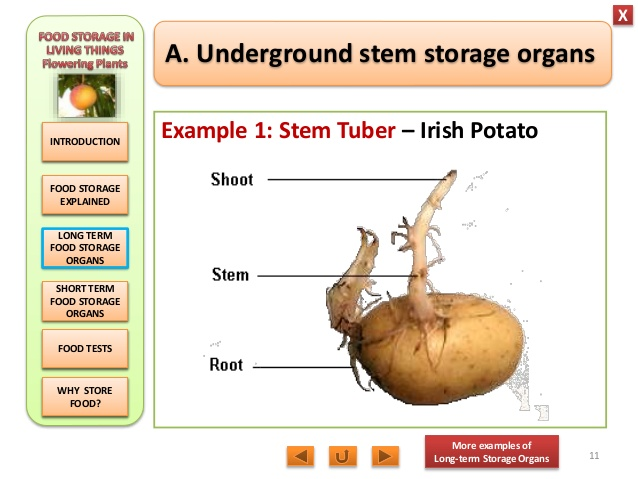 X
FOOD STORAGE IN
LIVING THINGS
Flowering Plants
A. Underground stem storage organs
INTRODUCTION
FOOD STORAGE
EXPLAINED
LONG TERM
FOOD STORAGE
ORGANS
SHORT TERM
FOOD STORAGE
ORGANS
FOOD TESTS
WHY STORE
FOOD?
Example 1: Stem Tuber – Irish Potato
Shoot
Stem
Root
More examples of
Long-term Storage Organs
11